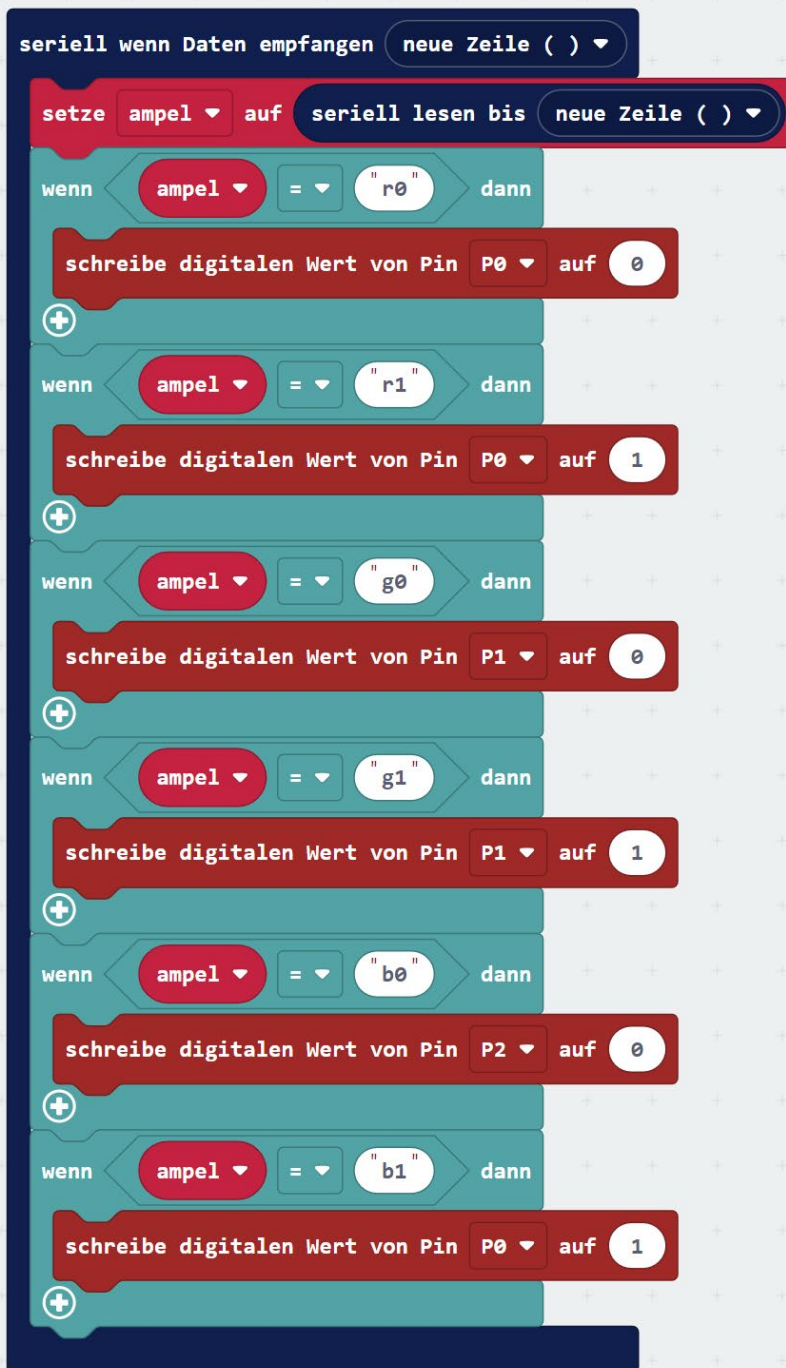 seriell wenn Daten empfangen neue Zeile ( )
setze ampel auf seriell lesen bis neue Zeile ( )
wenn ampel = "r0" dann
schreibe digitalen Wert von Pin P0 auf 0
wenn ampel = "r1" dann
schreibe digitalen Wert von Pin P0 auf 1
wenn ampel = "g0" dann
schreibe digitalen Wert von Pin P1 auf 0
wenn ampel = "g1" dann
schreibe digitalen Wert von Pin P1 auf 1
wenn ampel = "b0" dann
schreibe digitalen Wert von Pin P2 auf 0
wenn ampel = "b1" dann
schreibe digitalen Wert von Pin P0 auf 1